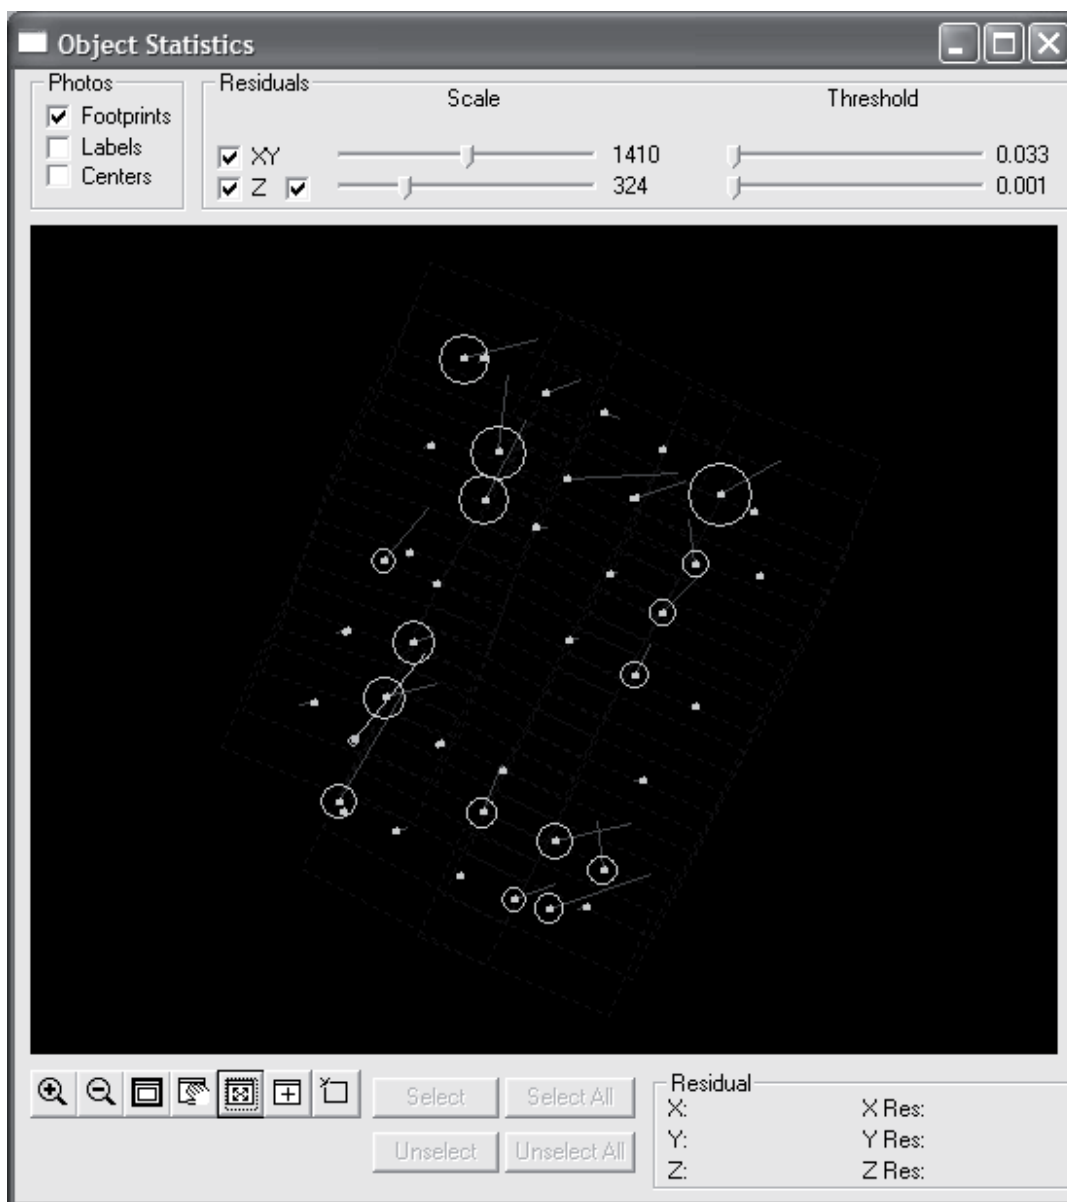 Object Statistics
Photos
Footprints
Labels
Centers
Residuals
Scale
Threshold
XY
1410
0.033
Z
324
0.001
Select
Select All
Unselect
Unselect All
Residual
X:
X Res:
Y:
Y Res:
Z:
Z Res: